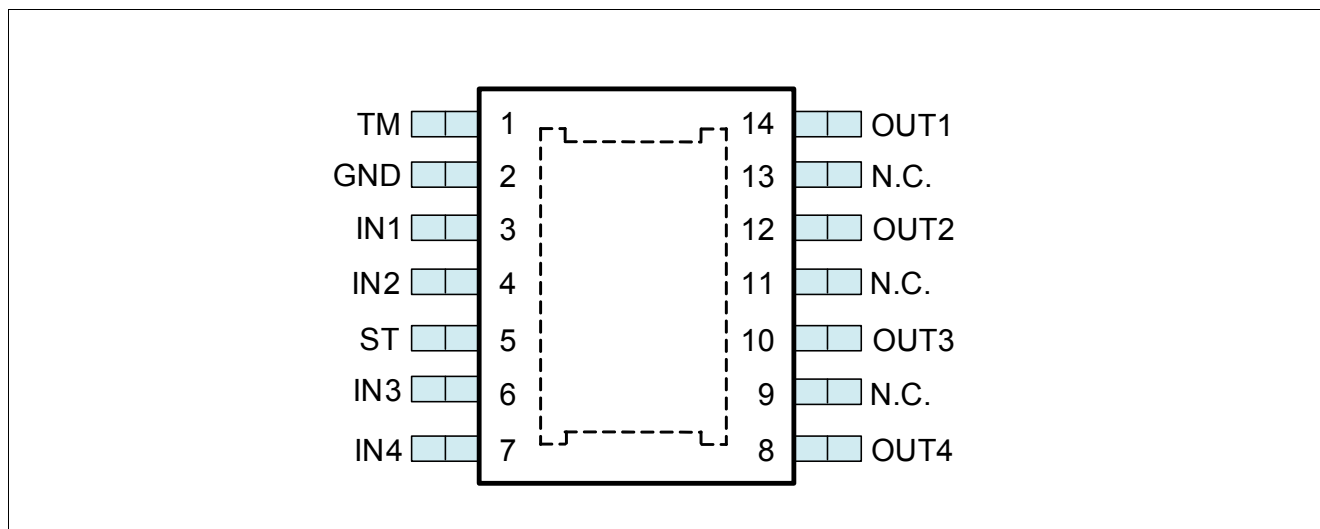 TM 1 14 OUT1
GND 2 13 N.C.
IN1 3 12 OUT2
IN2 4 11 N.C.
ST 5 10 OUT3
IN3 6 9 N.C.
IN4 7 8 OUT4